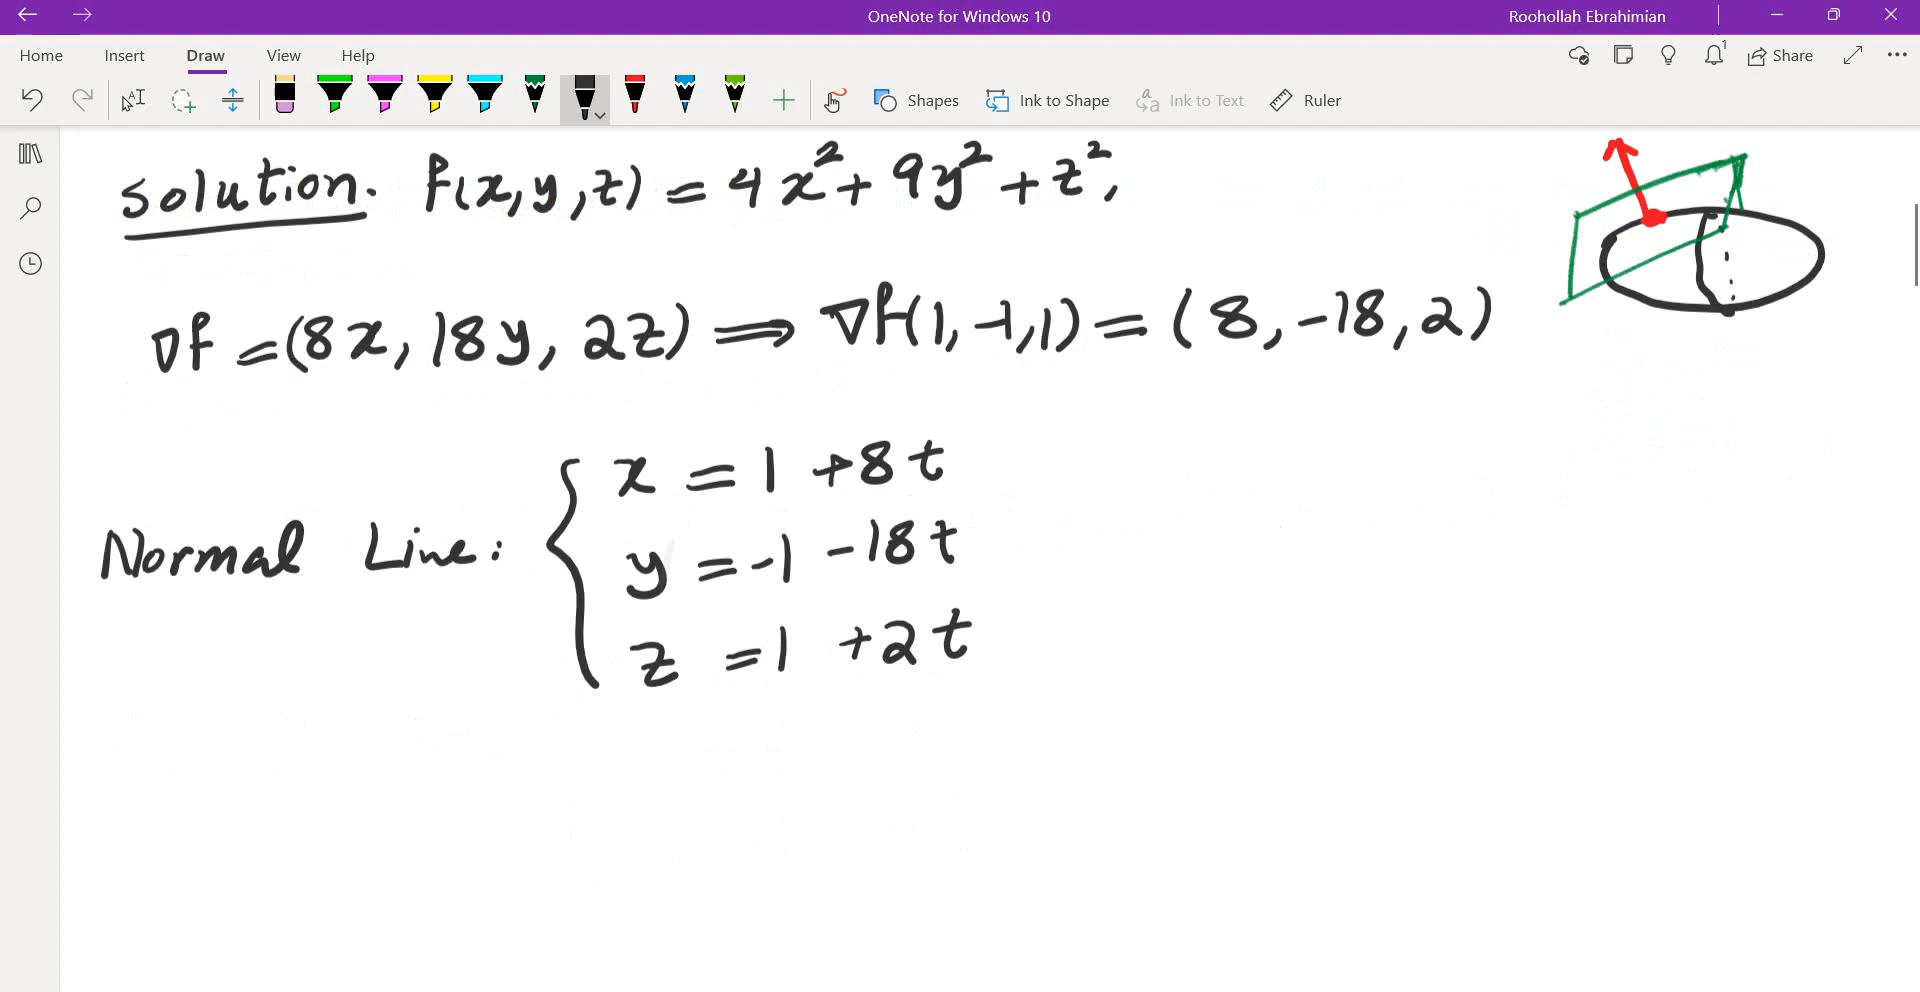 OneNote for Windows 10
Roohollah Ebrahimian
Home Insert Draw View Help
1 Share
Shapes Ink to Shape Ink to Text Ruler
Solution. f(x,y,z) = 4x²+ 9y²+z²,
∇f =(8x, 18y, 2z) ⟹ ∇f(1,-1,1) = (8,-18,2)
Normal Line: { x = 1 +8t
y = -1 -18t
z = 1 +2t